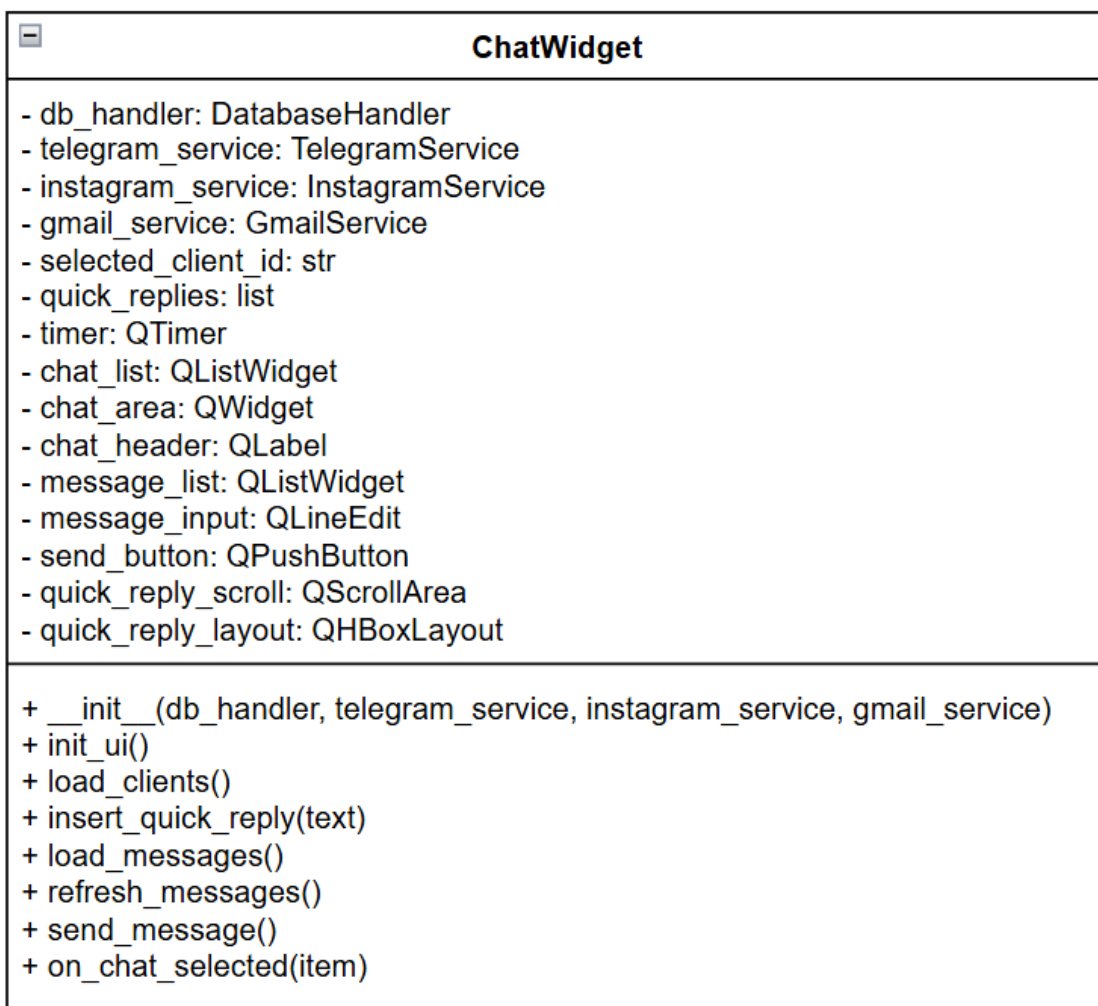 ChatWidget
- db_handler: DatabaseHandler
- telegram_service: TelegramService
- instagram_service: InstagramService
- gmail_service: GmailService
- selected_client_id: str
- quick_replies: list
- timer: QTimer
- chat_list: QListWidget
- chat_area: QWidget
- chat_header: QLabel
- message_list: QListWidget
- message_input: QLineEdit
- send_button: QPushButton
- quick_reply_scroll: QScrollArea
- quick_reply_layout: QHBoxLayout
+ __init__(db_handler, telegram_service, instagram_service, gmail_service)
+ init_ui()
+ load_clients()
+ insert_quick_reply(text)
+ load_messages()
+ refresh_messages()
+ send_message()
+ on_chat_selected(item)